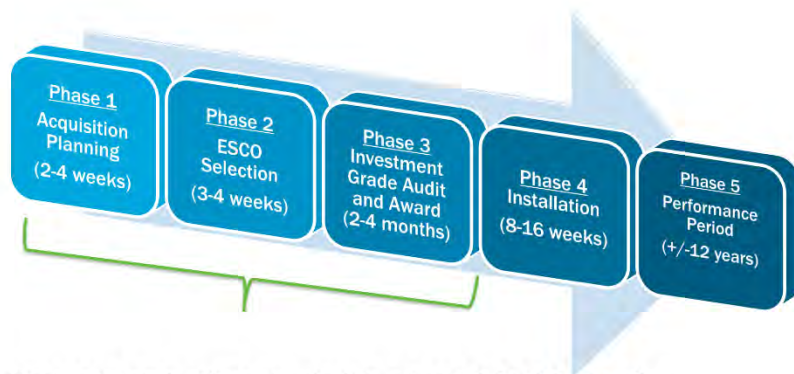 Phase 1
Acquisition
Planning
(2-4 weeks)
Phase 2
ESCO
Selection
(3-4 weeks)
Phase 3
Investment
Grade Audit
and Award
(2-4 months)
Phase 4
Installation
(8-16 weeks)
Phase 5
Performance
Period
(+/-12 years)